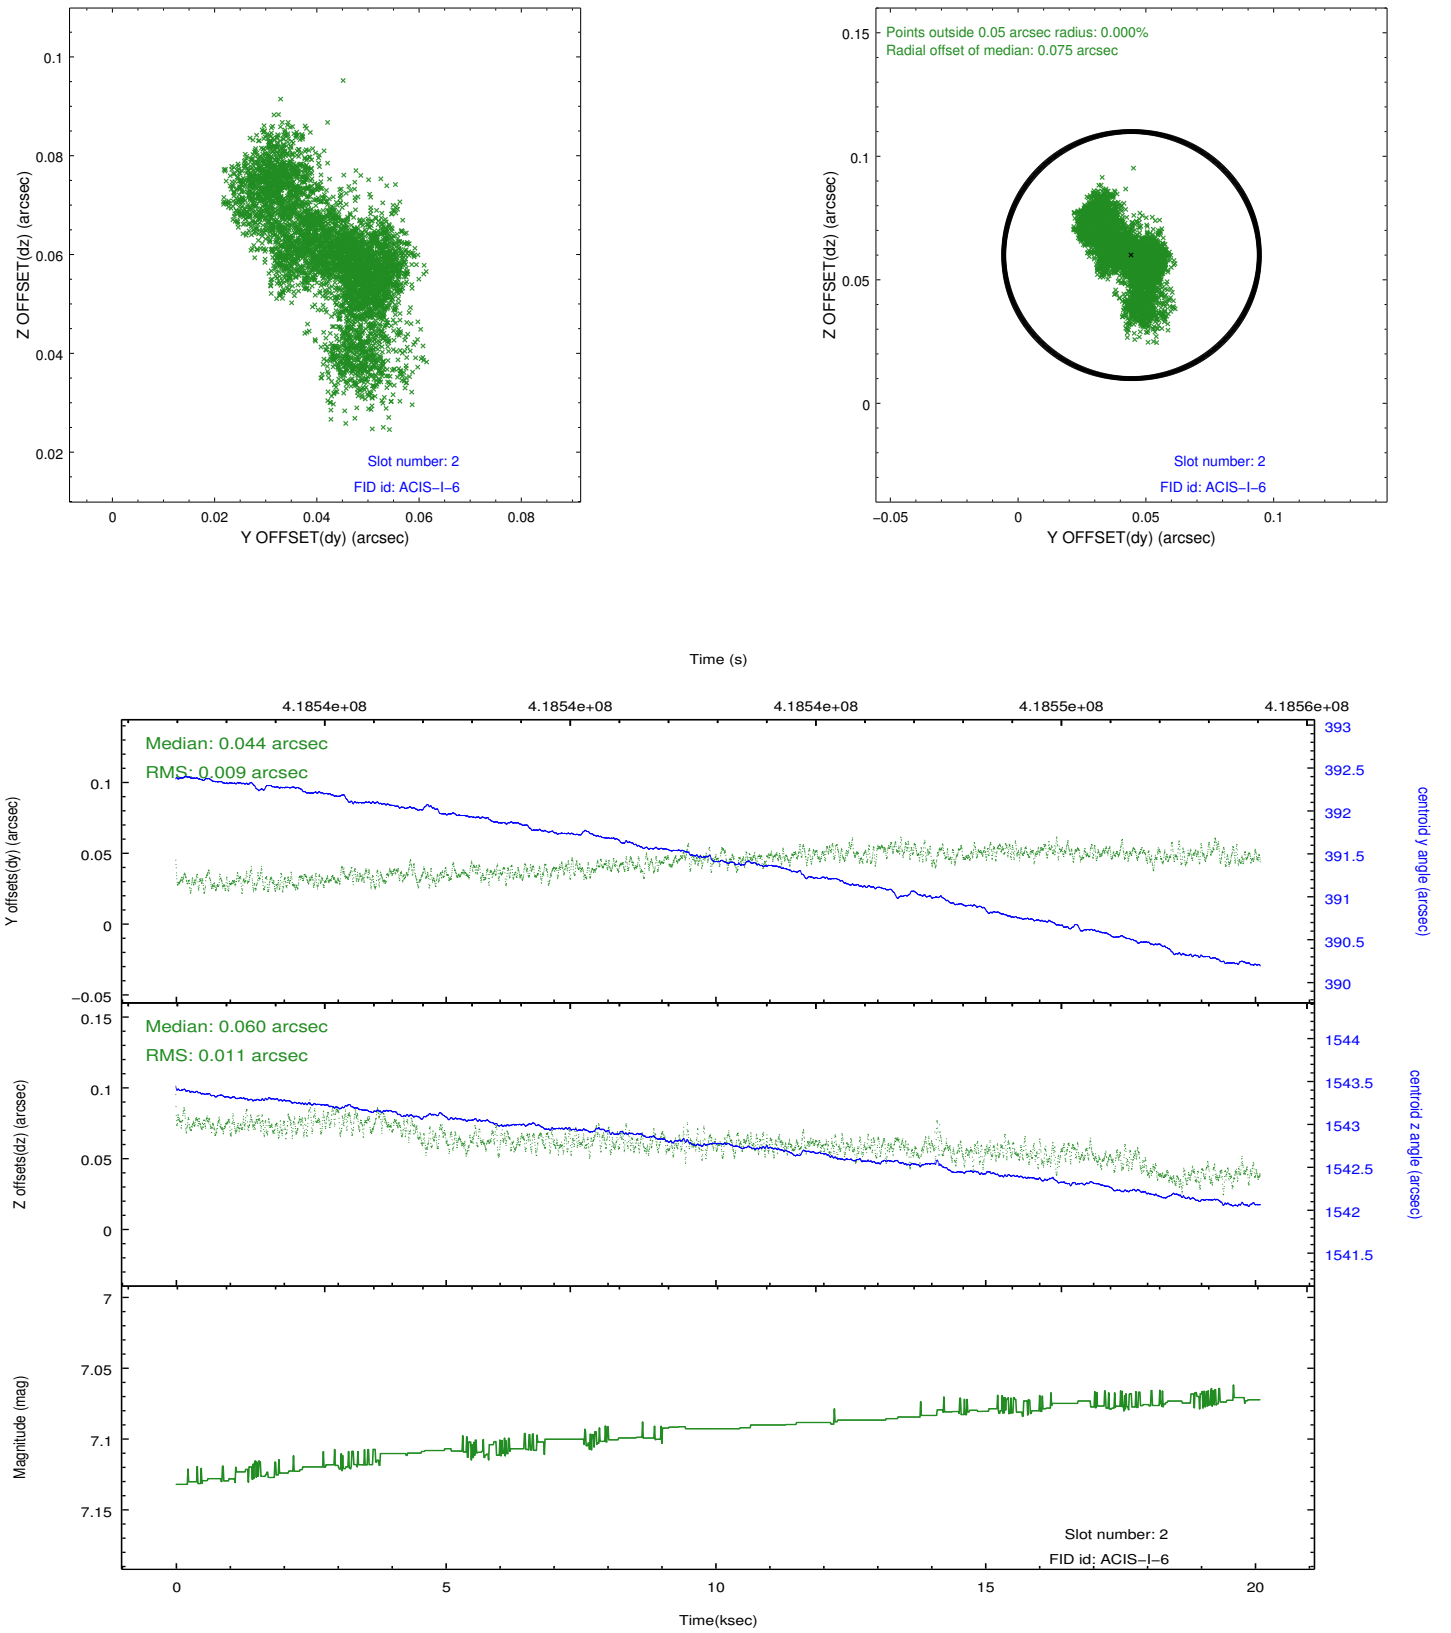 0.1
0.08
0.06
0.04
0.02
Z OFFSET(dz) (arcsec)
Slot number: 2
FID id: ACIS−I−6
0 0.02 0.04 0.06 0.08
Y OFFSET(dy) (arcsec)
Points outside 0.05 arcsec radius: 0.000%
Radial offset of median: 0.075 arcsec
0.15
0.1
0.05
0
Z OFFSET(dz) (arcsec)
Slot number: 2
FID id: ACIS−I−6
−0.05 0 0.05 0.1
Y OFFSET(dy) (arcsec)
Time (s)
4.1854e+08 4.1854e+08 4.1854e+08 4.1855e+08 4.1856e+08
Median: 0.044 arcsec
RMS: 0.009 arcsec
0.1
0.05
0
−0.05
Y offsets(dy) (arcsec)
393
392.5
392
391.5
391
390.5
390
centroid y angle (arcsec)
Median: 0.060 arcsec
RMS: 0.011 arcsec
0.15
0.1
0.05
0
Z offsets(dz) (arcsec)
1544
1543.5
1543
1542.5
1542
1541.5
centroid z angle (arcsec)
7
7.05
7.1
7.15
Magnitude (mag)
Slot number: 2
FID id: ACIS−I−6
0 5 10 15 20
Time(ksec)